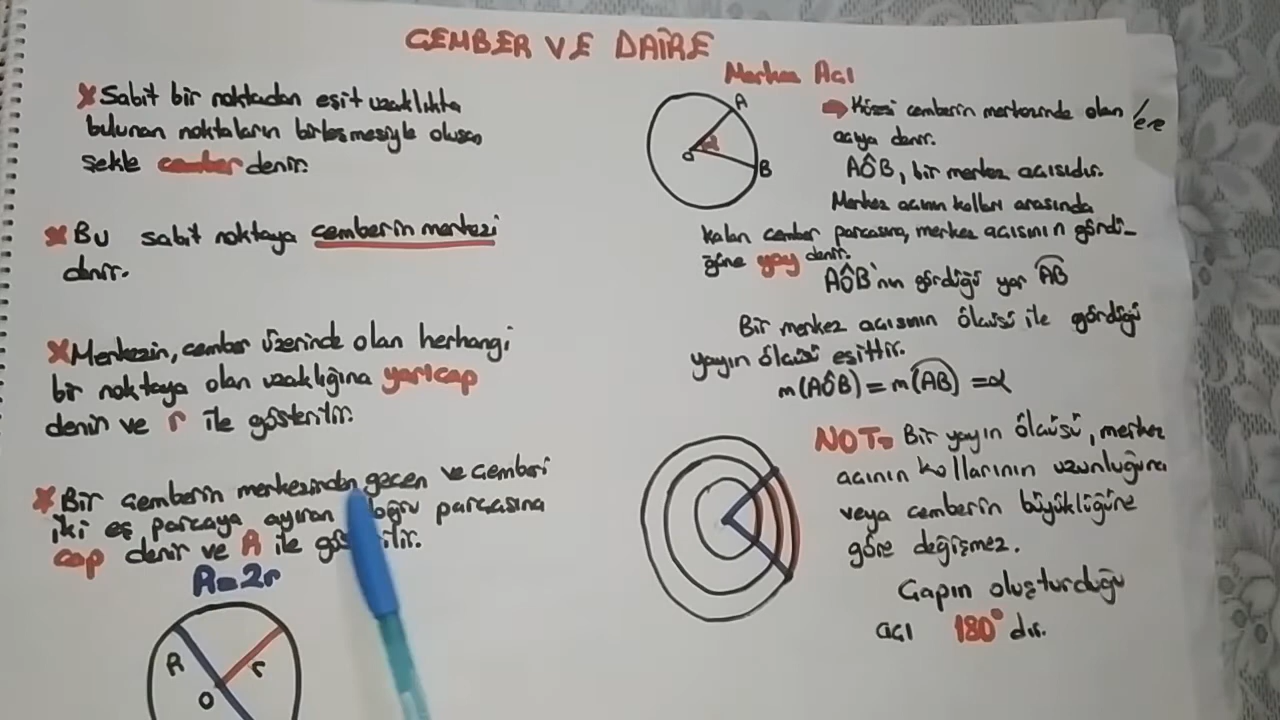 ÇEMBER VE DAİRE
× Sabit bir noktadan eşit uzaklıkta
bulunan noktaların birleşmesiyle oluşan
şekle çember denir.
× Bu sabit noktaya çemberin merkezi
denir.
× Merkezin, çember üzerinde olan herhangi
bir noktaya olan uzaklığına yarıçap
denir ve r ile gösterilir.
× Bir çemberin merkezinden geçen ve çemberi
iki eş parçaya ayıran doğru parçasına
çap denir ve R ile gösterilir.
R=2r
R r
O
Merkez Açı
A
O α
B
⇒ Köşesi çemberin merkezinde olan
açıya denir.
AÔB, bir merkez açısıdır.
Merkez açının kolları arasında
kalan çember parçasına, merkez açısının gördü-
ğüne yay denir.
AÔB'nın gördüğü yay AB
Bir merkez açısının ölçüsü ile gördüğü
yayın ölçüsü eşittir.
m(AÔB) = m(AB) = α
NOT= Bir yayın ölçüsü, merkez
açının kollarının uzunluğuna
veya çemberin büyüklüğüne
göre değişmez.
Çapın oluşturduğu
açı 180° dir.